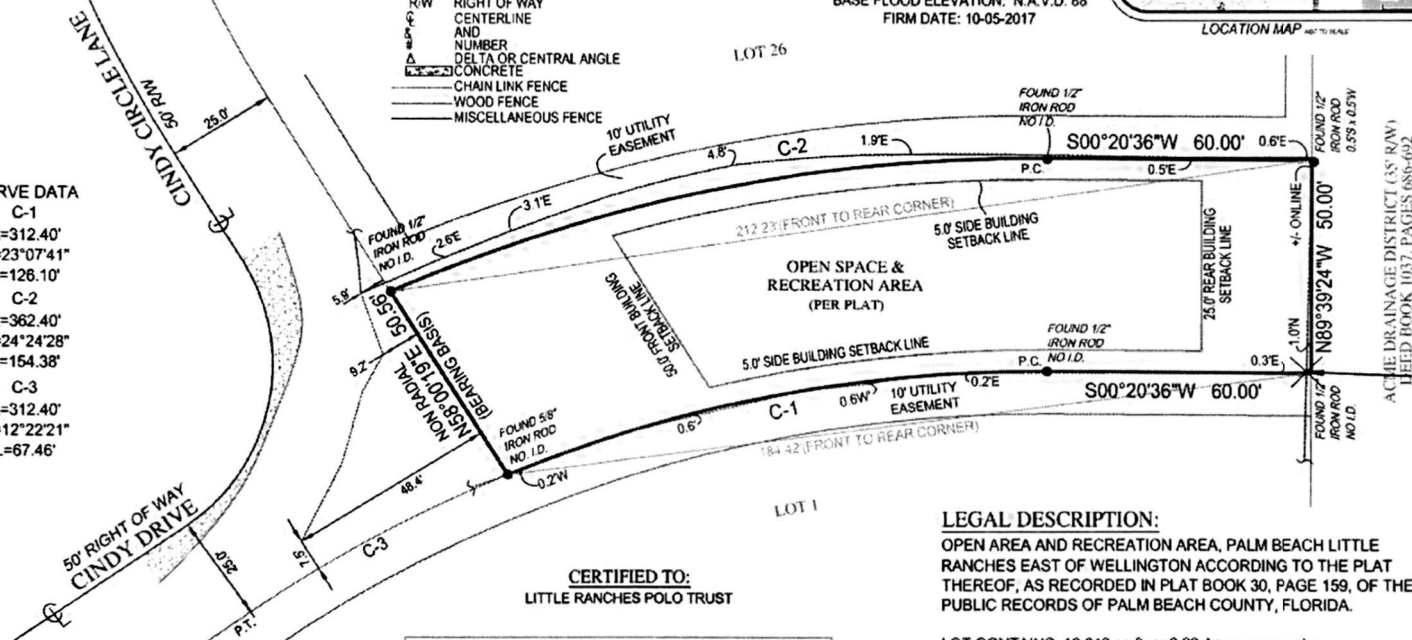 R/W RIGHT OF WAY
CENTERLINE
& AND
# NUMBER
Δ DELTA OR CENTRAL ANGLE
CONCRETE
CHAIN LINK FENCE
WOOD FENCE
MISCELLANEOUS FENCE
BASE FLOOD ELEVATION: N.A.V.D. 88
FIRM DATE: 10-05-2017
LOCATION MAP NOT TO SCALE
LOT 26
CINDY CIRCLE LANE
50' R/W
25.0'
RVE DATA
C-1
=312.40'
=23°07'41"
=126.10'
C-2
=362.40'
=24°24'28"
=154.38'
C-3
=312.40'
=12°22'21"
=67.46'
10' UTILITY
EASEMENT
4.8'
C-2
1.9'E
FOUND 1/2"
IRON ROD
NO I.D.
S00°20'36"W 60.00'
0.6'E
FOUND 1/2"
IRON ROD
0.5'S x 0.5'W
P.C.
0.5'E
3.1'E
2.6'E
FOUND 1/2"
IRON ROD
NO I.D.
5.9'
212.23'(FRONT TO REAR CORNER)
5.0' SIDE BUILDING
SETBACK LINE
OPEN SPACE &
RECREATION AREA
(PER PLAT)
50.0' FRONT BUILDING
SETBACK LINE
25.0' REAR BUILDING
SETBACK LINE
+/- ONLINE
N89°39'24"W 50.00'
1.0'N
ACME DRAINAGE DISTRICT (35' R/W)
DEED BOOK 1037, PAGES 686-692
5.0' SIDE BUILDING SETBACK LINE
FOUND 1/2"
IRON ROD
NO I.D.
P.C.
0.3'E
S00°20'36"W 60.00'
FOUND 1/2"
IRON ROD
NO I.D.
50.56'
NON RADIAL
N58°00'19"E
(BEARING BASIS)
9.2'
FOUND 5/8"
IRON ROD
NO. I.D.
0.2'W
0.6'
C-1
0.6'W
10' UTILITY
EASEMENT
0.2'E
184.42'(FRONT TO REAR CORNER)
48.4'
7.5'
C-3
LOT 1
50' RIGHT OF WAY
CINDY DRIVE
25.0'
P.T.
CERTIFIED TO:
LITTLE RANCHES POLO TRUST
LEGAL DESCRIPTION:
OPEN AREA AND RECREATION AREA, PALM BEACH LITTLE
RANCHES EAST OF WELLINGTON ACCORDING TO THE PLAT
THEREOF, AS RECORDED IN PLAT BOOK 30, PAGE 159, OF THE
PUBLIC RECORDS OF PALM BEACH COUNTY, FLORIDA.